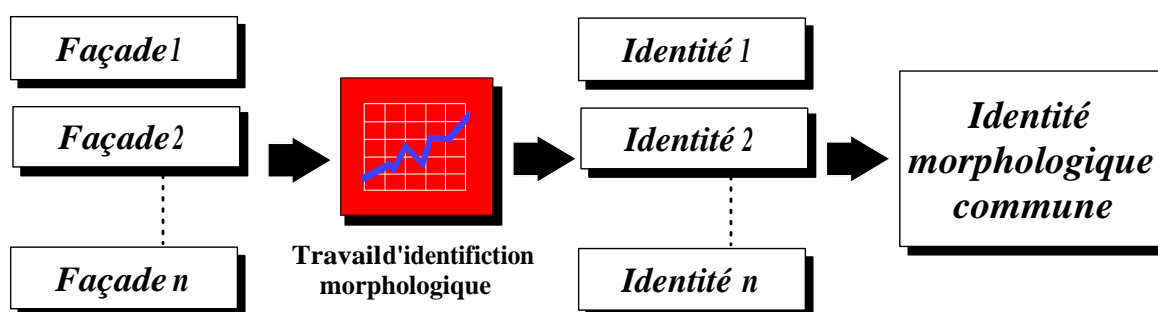 Façade 1
Façade 2
Façade n
Travaild'identifiction
morphologique
Identité 1
Identité 2
Identité n
Identité
morphologique
commune